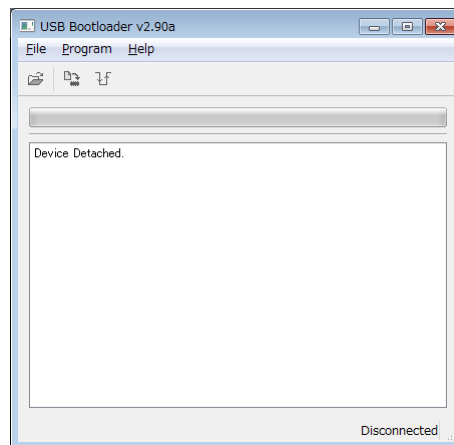 USB Bootloader v2.90a
File Program Help
Device Detached.
Disconnected